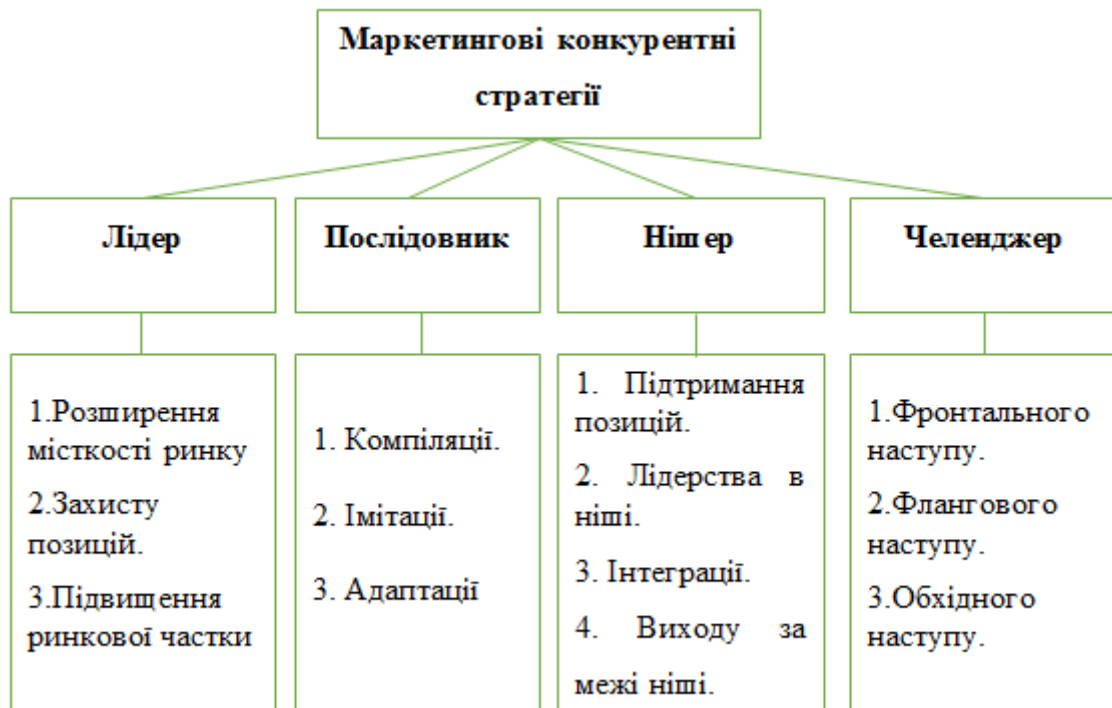 Маркетингові конкурентні
стратегії
Лідер
Послідовник
Нішер
Челенджер
1.Розширення
місткості ринку
2.Захисту
позицій.
3.Підвищення
ринкової частки
1. Компіляції.
2. Імітації.
3. Адаптації
1. Підтримання
позицій.
2. Лідерства в
ніші.
3. Інтеграції.
4. Виходу за
межі ніші.
1.Фронтального
наступу.
2.Флангового
наступу.
3.Обхідного
наступу.